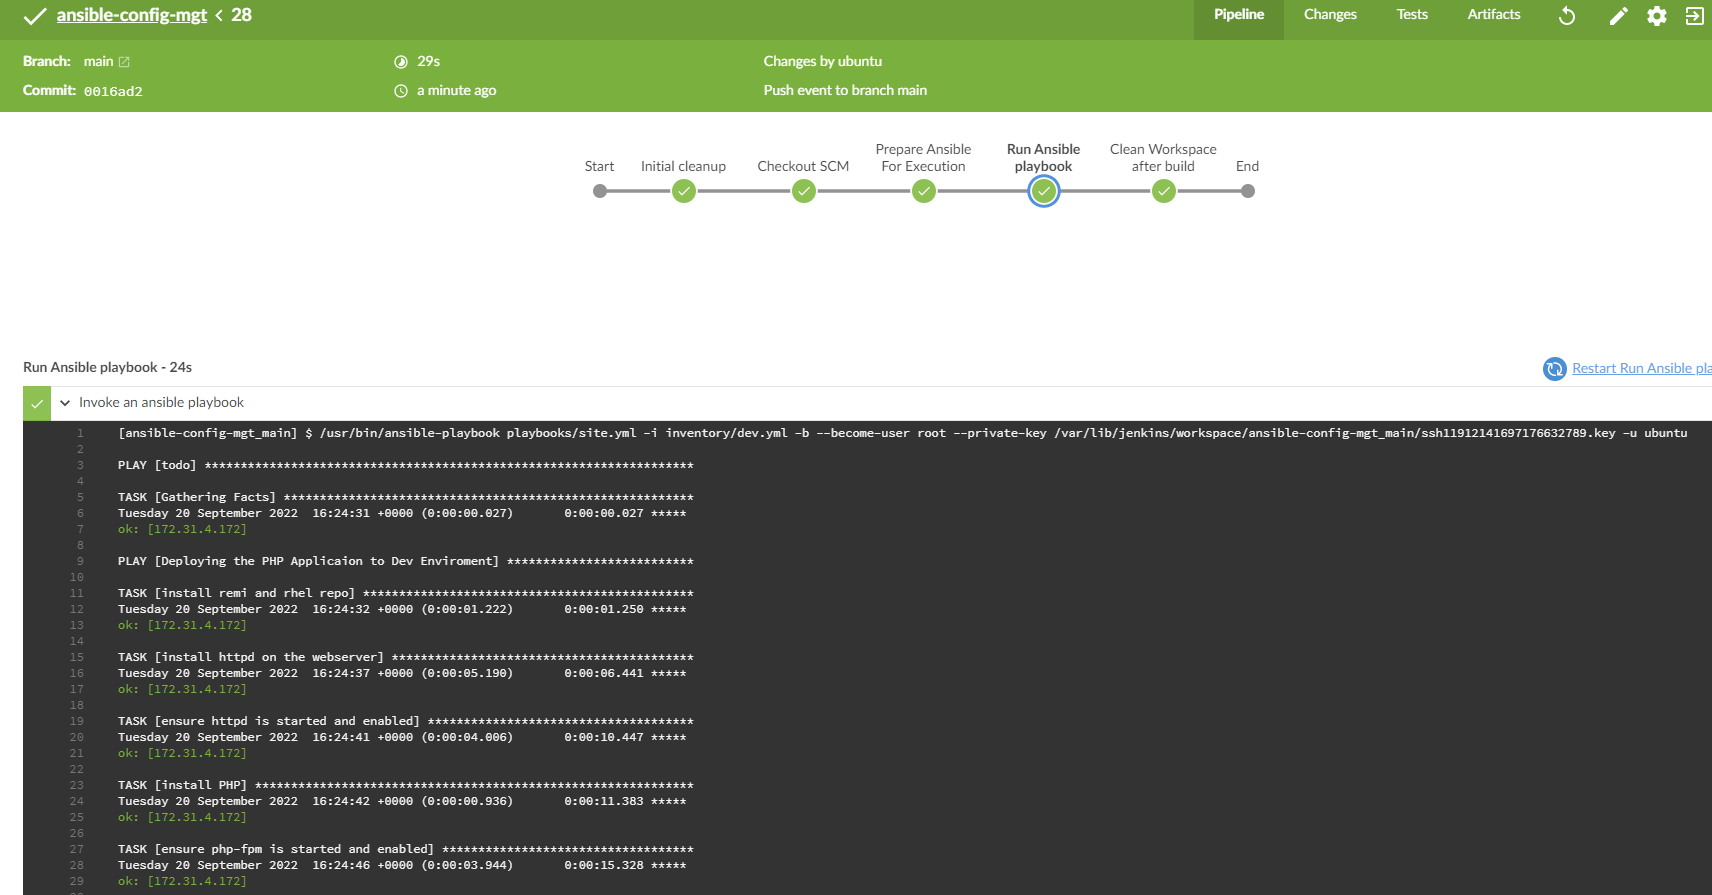 ansible-config-mgt < 28
Pipeline Changes Tests Artifacts
Branch: main
29s
Changes by ubuntu
Commit: 0016ad2
a minute ago
Push event to branch main
Start
Initial cleanup
Checkout SCM
Prepare Ansible
For Execution
Run Ansible
playbook
Clean Workspace
after build
End
Run Ansible playbook - 24s
Restart Run Ansible pla
Invoke an ansible playbook
1 [ansible-config-mgt_main] $ /usr/bin/ansible-playbook playbooks/site.yml -i inventory/dev.yml -b --become-user root --private-key /var/lib/jenkins/workspace/ansible-config-mgt_main/ssh11912141697176632789.key -u ubuntu
2
3 PLAY [todo] ********************************************************************
4
5 TASK [Gathering Facts] *********************************************************
6 Tuesday 20 September 2022  16:24:31 +0000 (0:00:00.027)       0:00:00.027 *****
7 ok: [172.31.4.172]
8
9 PLAY [Deploying the PHP Applicaion to Dev Enviroment] **************************
10
11 TASK [install remi and rhel repo] **********************************************
12 Tuesday 20 September 2022  16:24:32 +0000 (0:00:01.222)       0:00:01.250 *****
13 ok: [172.31.4.172]
14
15 TASK [install httpd on the webserver] ******************************************
16 Tuesday 20 September 2022  16:24:37 +0000 (0:00:05.190)       0:00:06.441 *****
17 ok: [172.31.4.172]
18
19 TASK [ensure httpd is started and enabled] *************************************
20 Tuesday 20 September 2022  16:24:41 +0000 (0:00:04.006)       0:00:10.447 *****
21 ok: [172.31.4.172]
22
23 TASK [install PHP] *************************************************************
24 Tuesday 20 September 2022  16:24:42 +0000 (0:00:00.936)       0:00:11.383 *****
25 ok: [172.31.4.172]
26
27 TASK [ensure php-fpm is started and enabled] ***********************************
28 Tuesday 20 September 2022  16:24:46 +0000 (0:00:03.944)       0:00:15.328 *****
29 ok: [172.31.4.172]